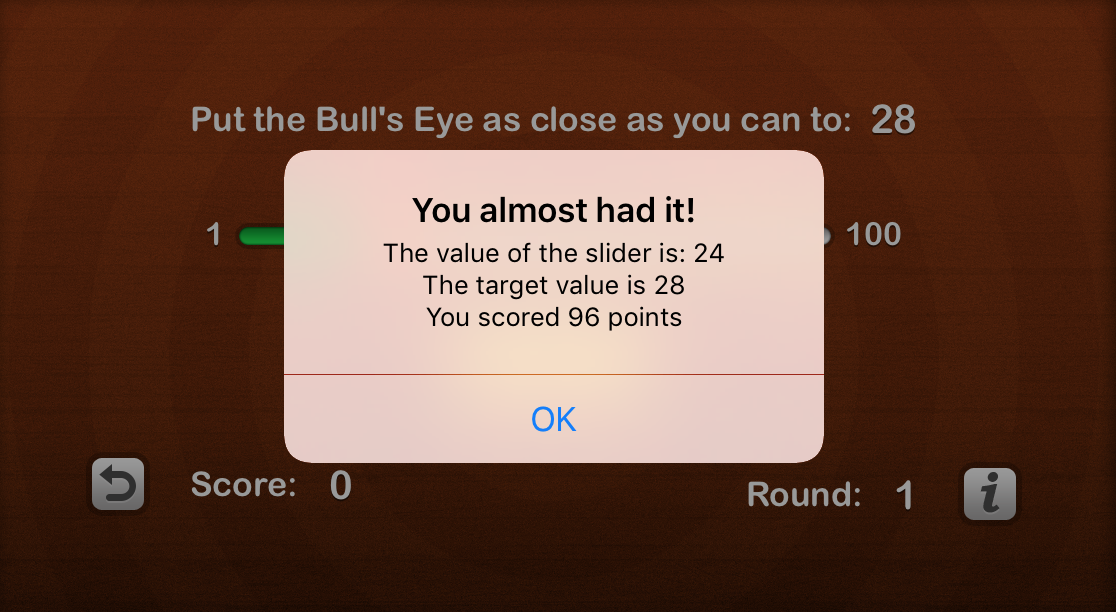 Put the Bull's Eye as close as you can to: 28
You almost had it!
1 100
The value of the slider is: 24
The target value is 28
You scored 96 points
OK
Score: 0
Round: 1
i